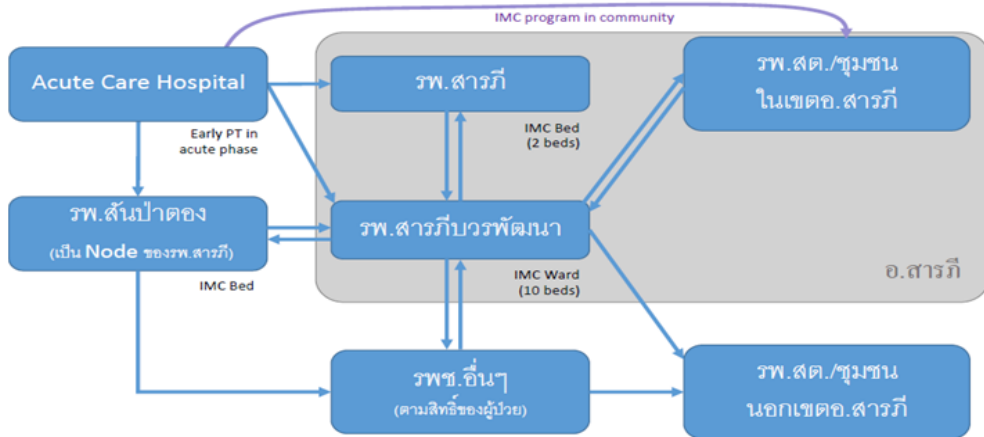 IMC program in community
Acute Care Hospital
รพ.สารภี
รพ.สต./ชุมชน
ในเขตอ.สารภี
Early PT in
acute phase
IMC Bed
(2 beds)
รพ.สันป่าตอง
(เป็น Node ของรพ.สารภี)
รพ.สารภีบวรพัฒนา
อ.สารภี
IMC Bed
IMC Ward
(10 beds)
รพช.อื่นๆ
(ตามสิทธิ์ของผู้ป่วย)
รพ.สต./ชุมชน
นอกเขตอ.สารภี